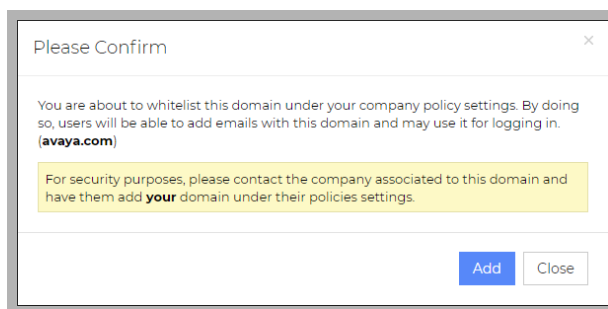 Please Confirm
×
You are about to whitelist this domain under your company policy settings. By doing
so, users will be able to add emails with this domain and may use it for logging in.
(avaya.com)
For security purposes, please contact the company associated to this domain and
have them add your domain under their policies settings.
Add Close